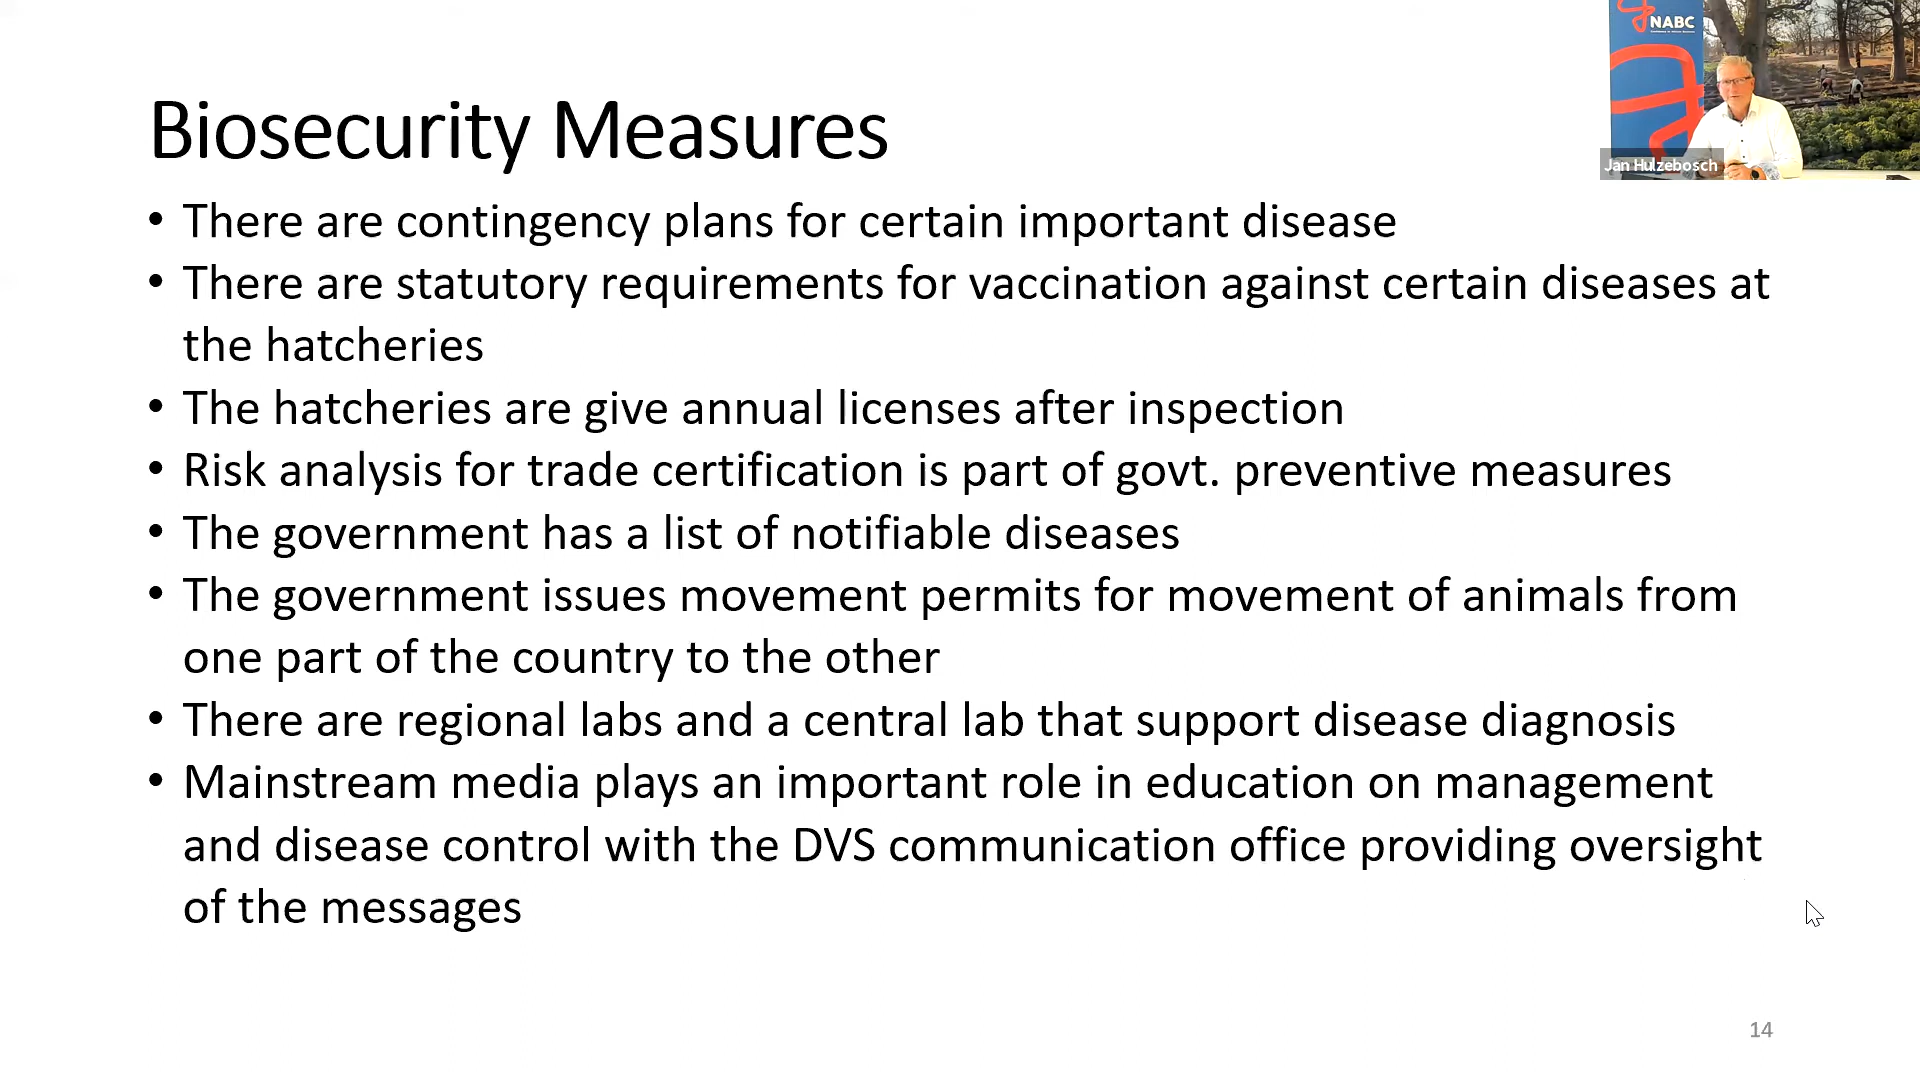 NABC
Jan Hulzebosch
Biosecurity Measures
• There are contingency plans for certain important disease
• There are statutory requirements for vaccination against certain diseases at
the hatcheries
• The hatcheries are give annual licenses after inspection
• Risk analysis for trade certification is part of govt. preventive measures
• The government has a list of notifiable diseases
• The government issues movement permits for movement of animals from
one part of the country to the other
• There are regional labs and a central lab that support disease diagnosis
• Mainstream media plays an important role in education on management
and disease control with the DVS communication office providing oversight
of the messages
14